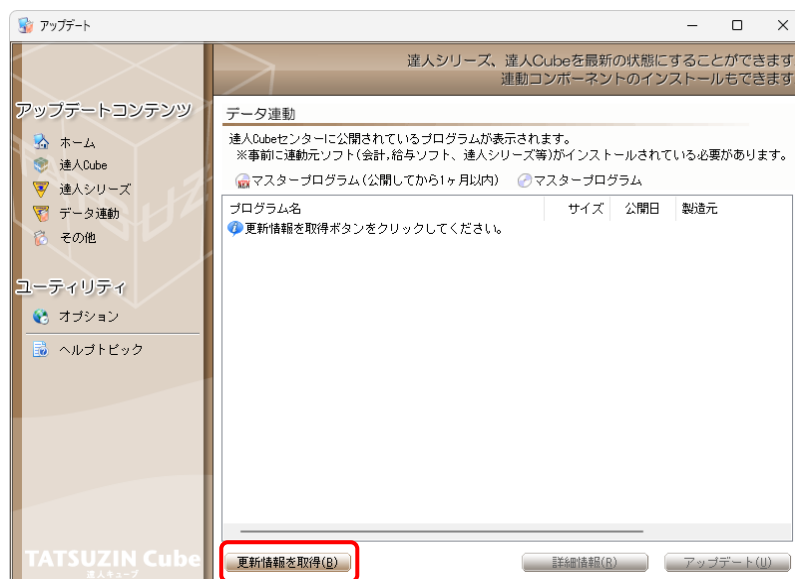 アップデート
達人シリーズ、達人Cubeを最新の状態にすることができます
連動コンポーネントのインストールもできます
アップデートコンテンツ
ホーム
達人Cube
達人シリーズ
データ連動
その他
ユーティリティ
オプション
ヘルプトピック
TATSUZIN Cube
達人キューブ
データ連動
達人Cubeセンターに公開されているプログラムが表示されます。
※事前に連動元ソフト(会計,給与ソフト、達人シリーズ等)がインストールされている必要があります。
マスタープログラム(公開してから1ヶ月以内) マスタープログラム
プログラム名 サイズ 公開日 製造元
更新情報を取得ボタンをクリックしてください。
更新情報を取得(B) 詳細情報(R) アップデート(U)